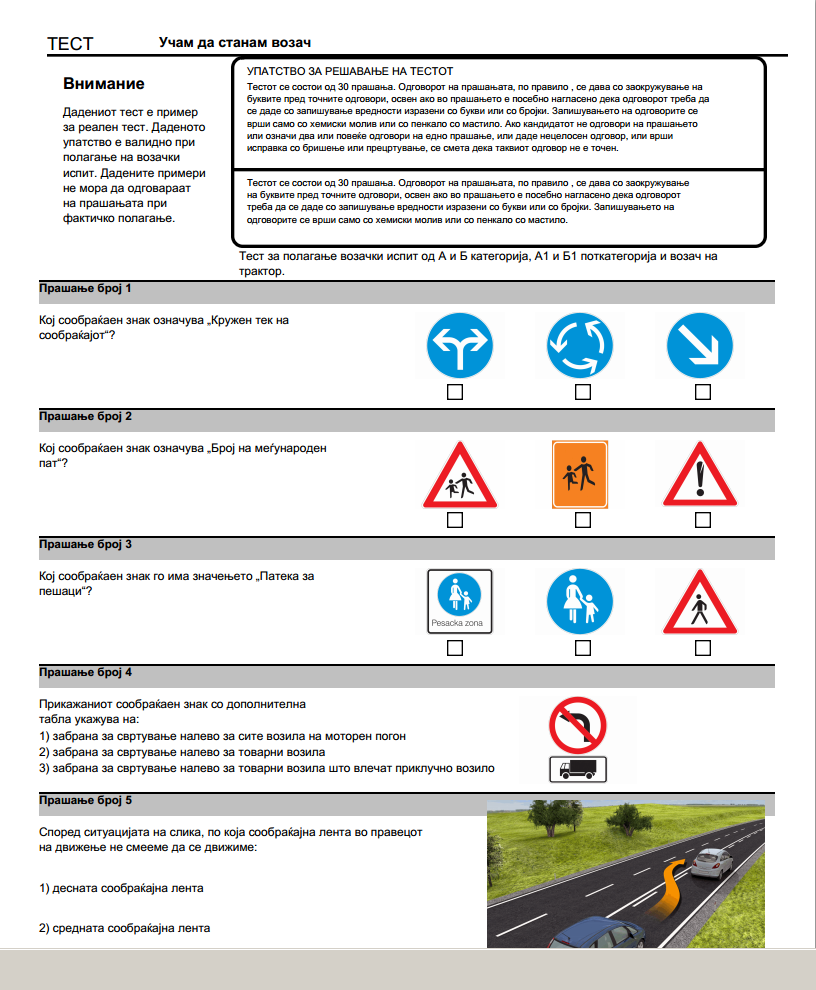 ТЕСТ
Учам да станам возач
Внимание
Дадениот тест е пример
за реален тест. Даденото
упатство е валидно при
полагање на возачки
испит. Дадените примери
не мора да одговараат
на прашањата при
фактичко полагање.
УПАТСТВО ЗА РЕШАВАЊЕ НА ТЕСТОТ
Тестот се состои од 30 прашања. Одговорот на прашањата, по правило , се дава со заокружување на
буквите пред точните одговори, освен ако во прашањето е посебно нагласено дека одговорот треба да
се даде со запишување вредности изразени со букви или со бројки. Запишувањето на одговорите се
врши само со хемиски молив или со пенкало со мастило. Ако кандидатот не одговори на прашањето
или означи два или повеќе одговори на едно прашање, или даде нецелосен одговор, или врши
исправка со бришење или прецртување, се смета дека таквиот одговор не е точен.
Тестот се состои од 30 прашања. Одговорот на прашањата, по правило , се дава со заокружување
на буквите пред точните одговори, освен ако во прашањето е посебно нагласено дека одговорот
треба да се даде со запишување вредности изразени со букви или со бројки. Запишувањето на
одговорите се врши само со хемиски молив или со пенкало со мастило.
Тест за полагање возачки испит од А и Б категорија, А1 и Б1 поткатегорија и возач на
трактор.
Прашање број 1
Кој сообраќаен знак означува „Кружен тек на
сообраќајот“?
Прашање број 2
Кој сообраќаен знак означува „Број на меѓународен
пат“?
Прашање број 3
Кој сообраќаен знак го има значењето „Патека за
пешаци“?
Pesacka zona
Прашање број 4
Прикажаниот сообраќаен знак со дополнителна
табла укажува на:
1) забрана за свртување налево за сите возила на моторен погон
2) забрана за свртување налево за товарни возила
3) забрана за свртување налево за товарни возила што влечат приклучно возило
Прашање број 5
Според ситуацијата на слика, по која сообраќајна лента во правецот
на движење не смееме да се движиме:
1) десната сообраќајна лента
2) средната сообраќајна лента